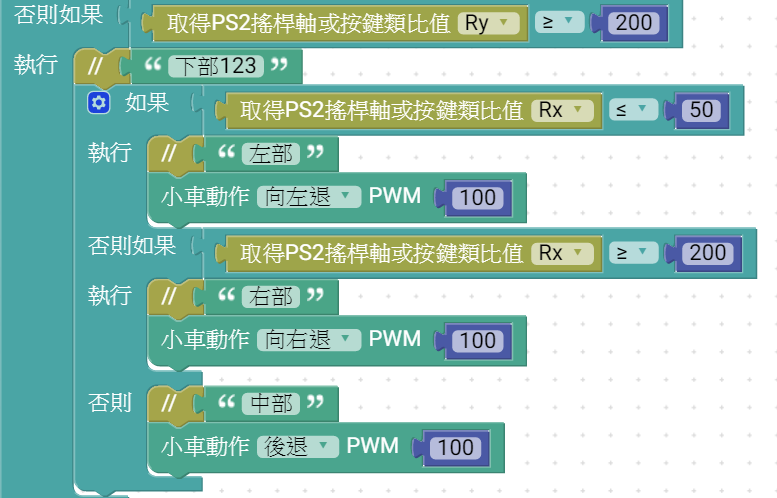 否則如果 取得PS2搖桿軸或按鍵類比值 Ry ≥ 200
執行 // “ 下部123 ”
如果 取得PS2搖桿軸或按鍵類比值 Rx ≤ 50
執行 // “ 左部 ”
小車動作 向左退 PWM 100
否則如果 取得PS2搖桿軸或按鍵類比值 Rx ≥ 200
執行 // “ 右部 ”
小車動作 向右退 PWM 100
否則 // “ 中部 ”
小車動作 後退 PWM 100